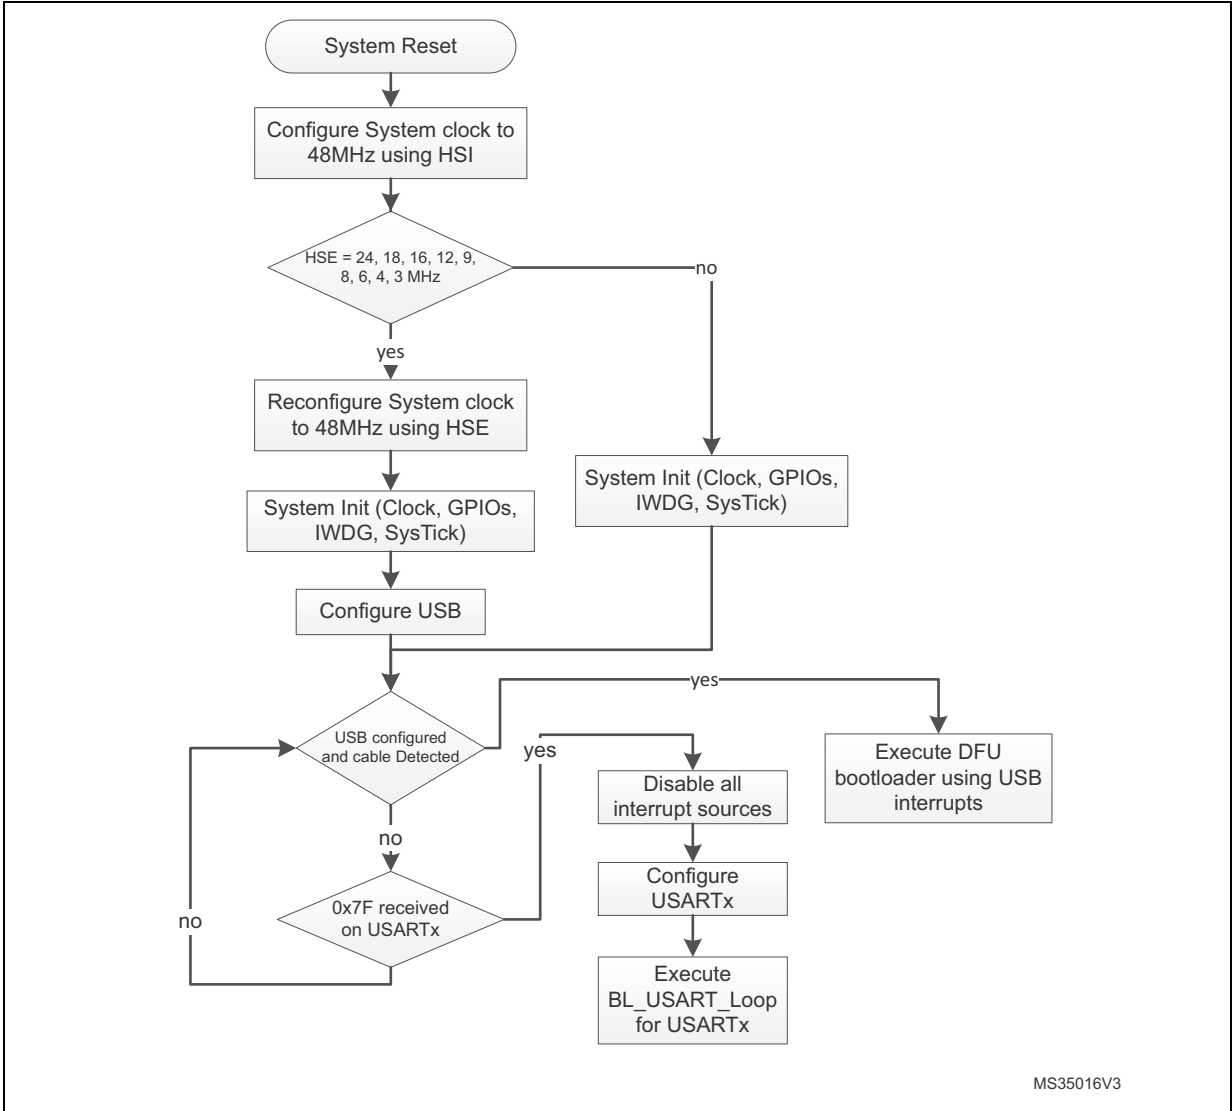 System Reset
Configure System clock to
48MHz using HSI
HSE = 24, 18, 16, 12, 9,
8, 6, 4, 3 MHz
no
yes
Reconfigure System clock
to 48MHz using HSE
System Init (Clock, GPIOs,
IWDG, SysTick)
System Init (Clock, GPIOs,
IWDG, SysTick)
Configure USB
yes
USB configured
and cable Detected
yes
Execute DFU
bootloader using USB
interrupts
Disable all
interrupt sources
no
Configure
USARTx
0x7F received
on USARTx
no
Execute
BL_USART_Loop
for USARTx
MS35016V3